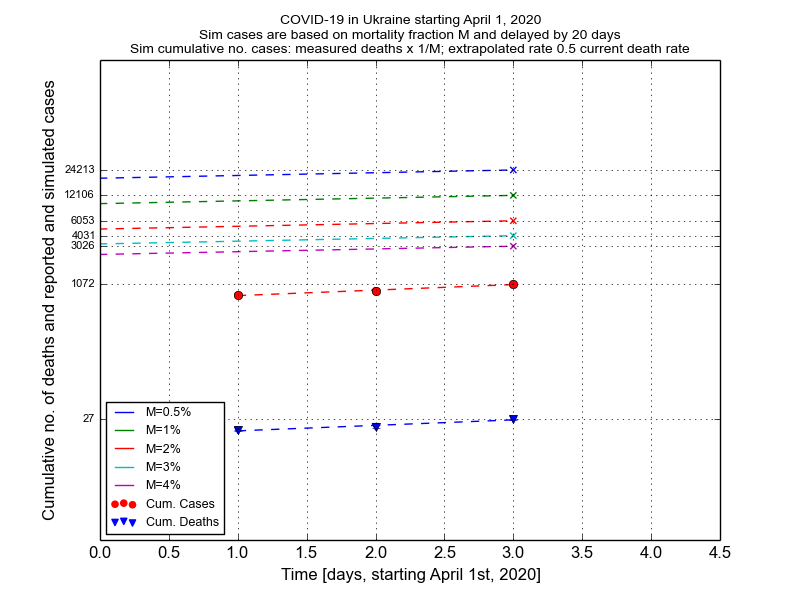 COVID-19 in Ukraine starting April 1, 2020
Sim cases are based on mortality fraction M and delayed by 20 days
Sim cumulative no. cases: measured deaths x 1/M; extrapolated rate 0.5 current death rate
Cumulative no. of deaths and reported and simulated cases
24213
12106
6053
4031
3026
1072
27
M=0.5%
M=1%
M=2%
M=3%
M=4%
Cum. Cases
Cum. Deaths
0.0 0.5 1.0 1.5 2.0 2.5 3.0 3.5 4.0 4.5
Time [days, starting April 1st, 2020]